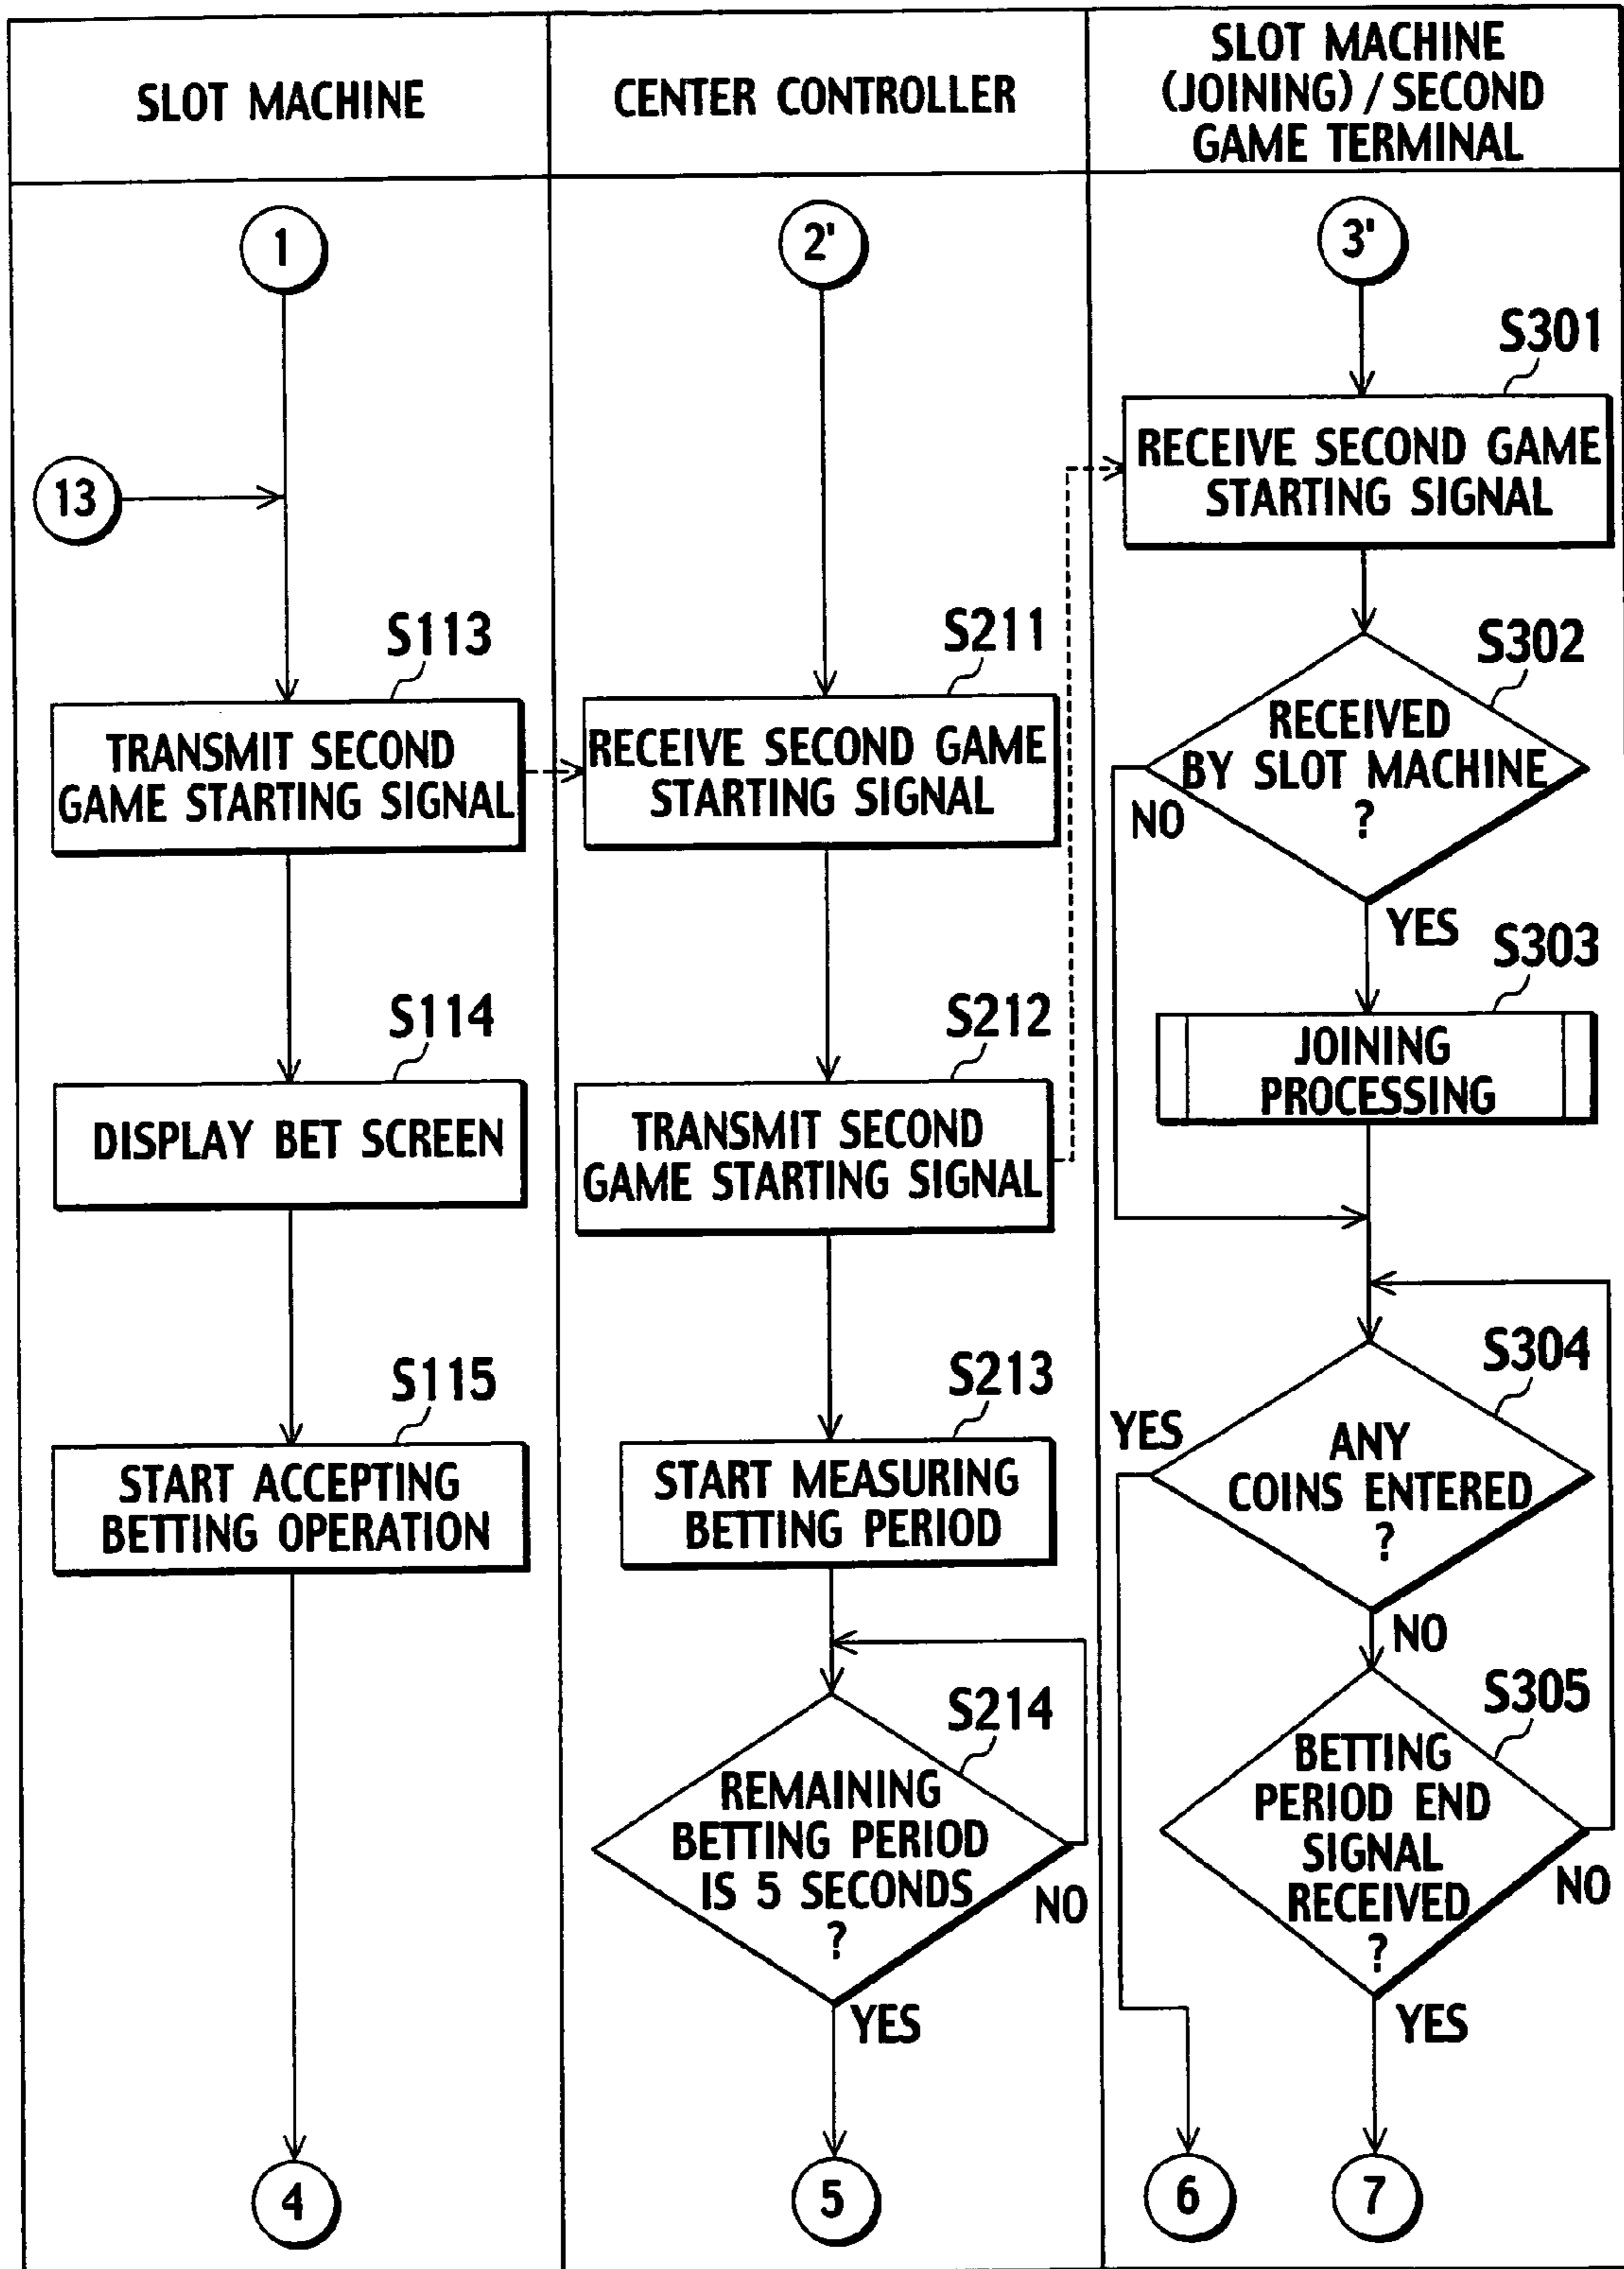 SLOT MACHINE
CENTER CONTROLLER
SLOT MACHINE
(JOINING) / SECOND
GAME TERMINAL
1
13
S113
TRANSMIT SECOND
GAME STARTING SIGNAL
S114
DISPLAY BET SCREEN
S115
START ACCEPTING
BETTING OPERATION
4
2'
S211
RECEIVE SECOND GAME
STARTING SIGNAL
S212
TRANSMIT SECOND
GAME STARTING SIGNAL
S213
START MEASURING
BETTING PERIOD
S214
REMAINING
BETTING PERIOD
IS 5 SECONDS
?
NO
YES
5
3'
S301
RECEIVE SECOND GAME
STARTING SIGNAL
S302
RECEIVED
BY SLOT MACHINE
?
NO
YES
S303
JOINING
PROCESSING
S304
YES
ANY
COINS ENTERED
?
NO
S305
BETTING
PERIOD END
SIGNAL
RECEIVED
?
NO
YES
6
7